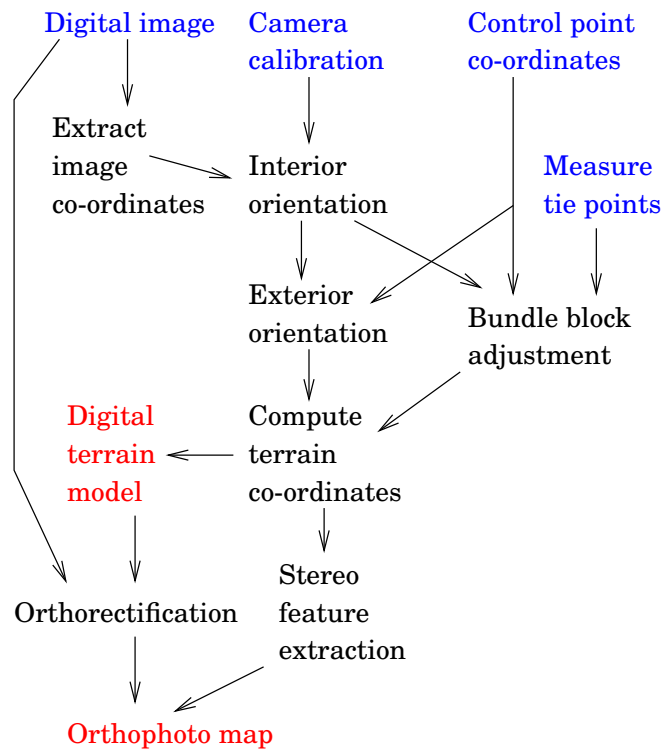 Digital image
Camera
calibration
Control point
co-ordinates
Extract
image
co-ordinates
Interior
orientation
Measure
tie points
Exterior
orientation
Bundle block
adjustment
Digital
terrain
model
Compute
terrain
co-ordinates
Orthorectification
Stereo
feature
extraction
Orthophoto map